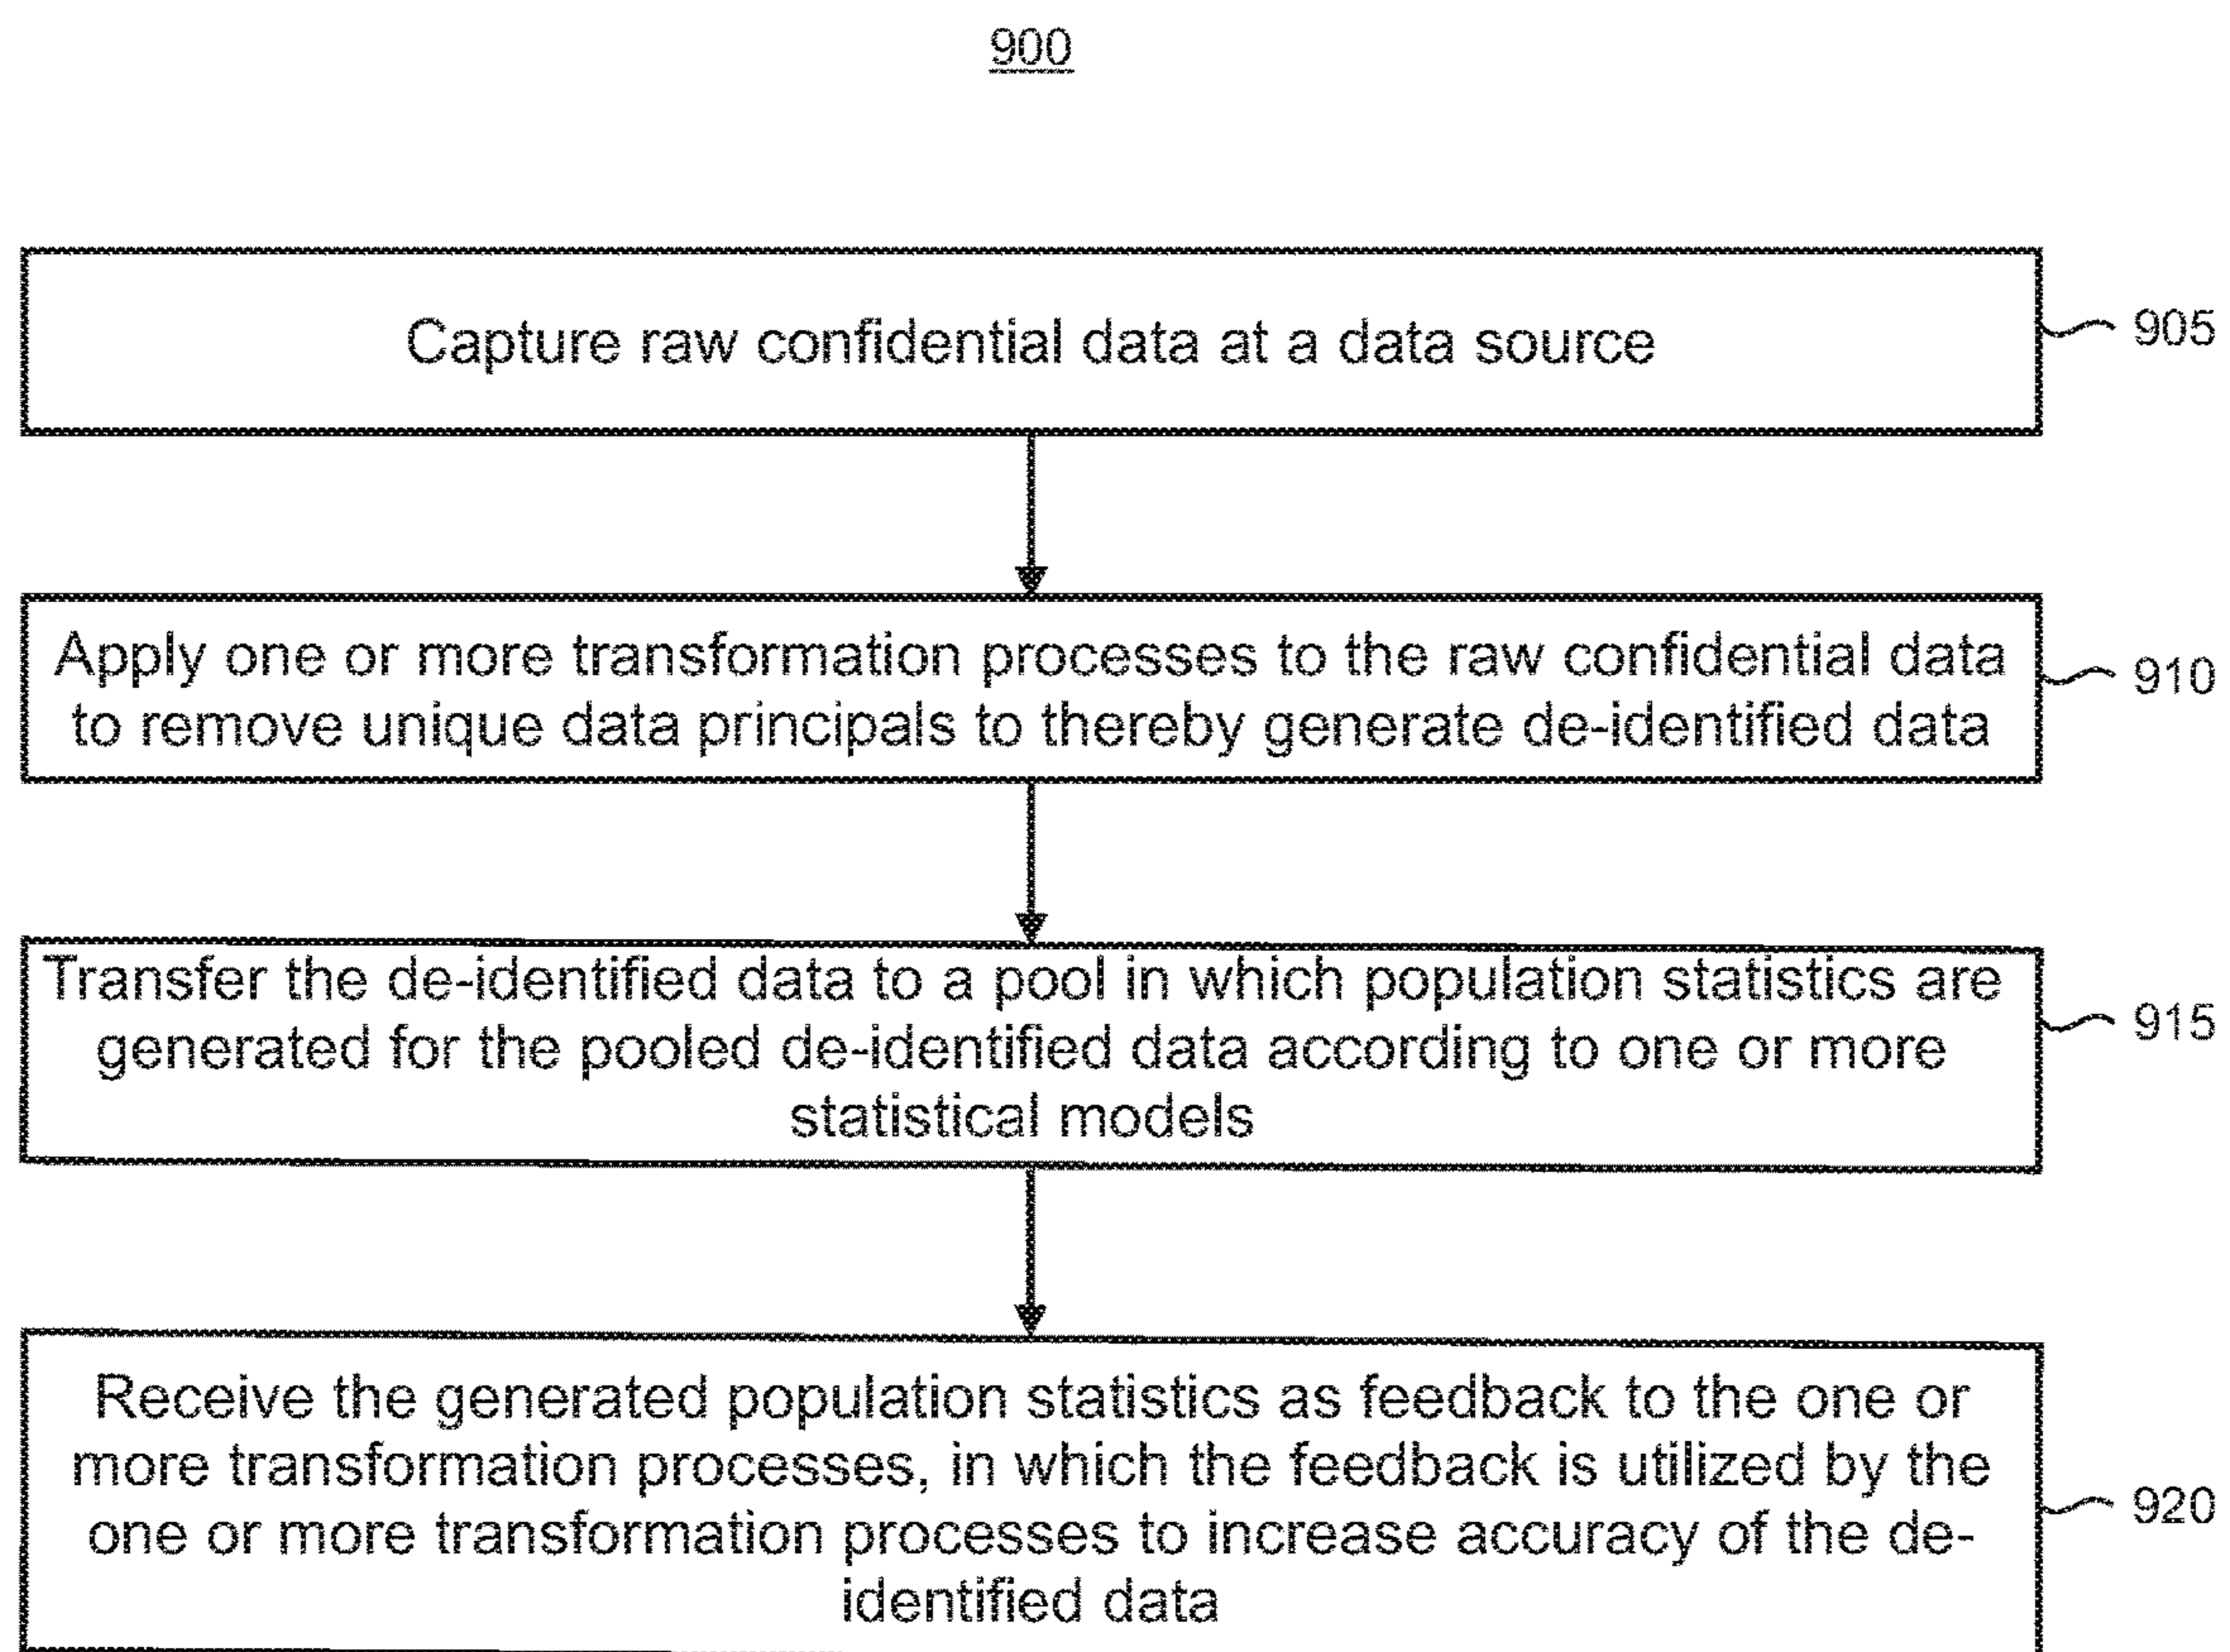 900
Capture raw confidential data at a data source
905
Apply one or more transformation processes to the raw confidential data
to remove unique data principals to thereby generate de-identified data
910
Transfer the de-identified data to a pool in which population statistics are
generated for the pooled de-identified data according to one or more
statistical models
915
Receive the generated population statistics as feedback to the one or
more transformation processes, in which the feedback is utilized by the
one or more transformation processes to increase accuracy of the de-
identified data
920